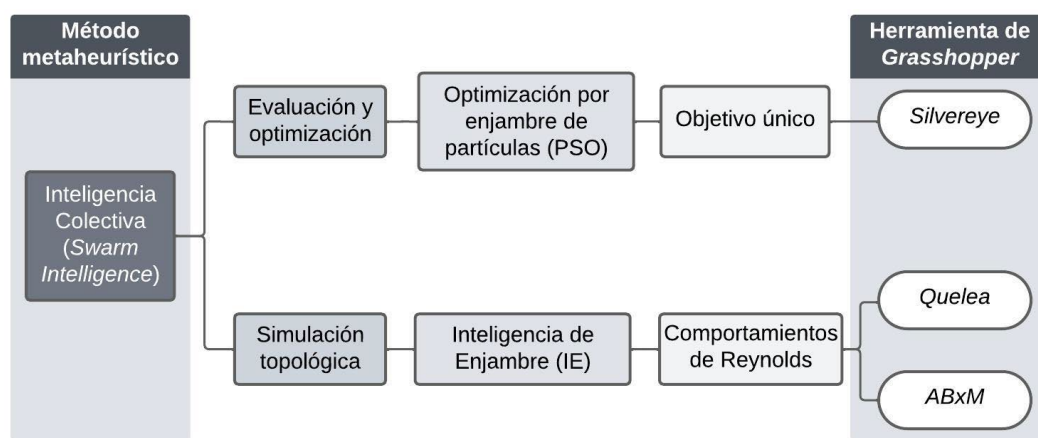 Método
metaheurístico
Herramienta de
Grasshopper
Inteligencia
Colectiva
(Swarm
Intelligence)
Evaluación y
optimización
Optimización por
enjambre de
partículas (PSO)
Objetivo único
Silvereye
Simulación
topológica
Inteligencia de
Enjambre (IE)
Comportamientos
de Reynolds
Quelea
ABxM